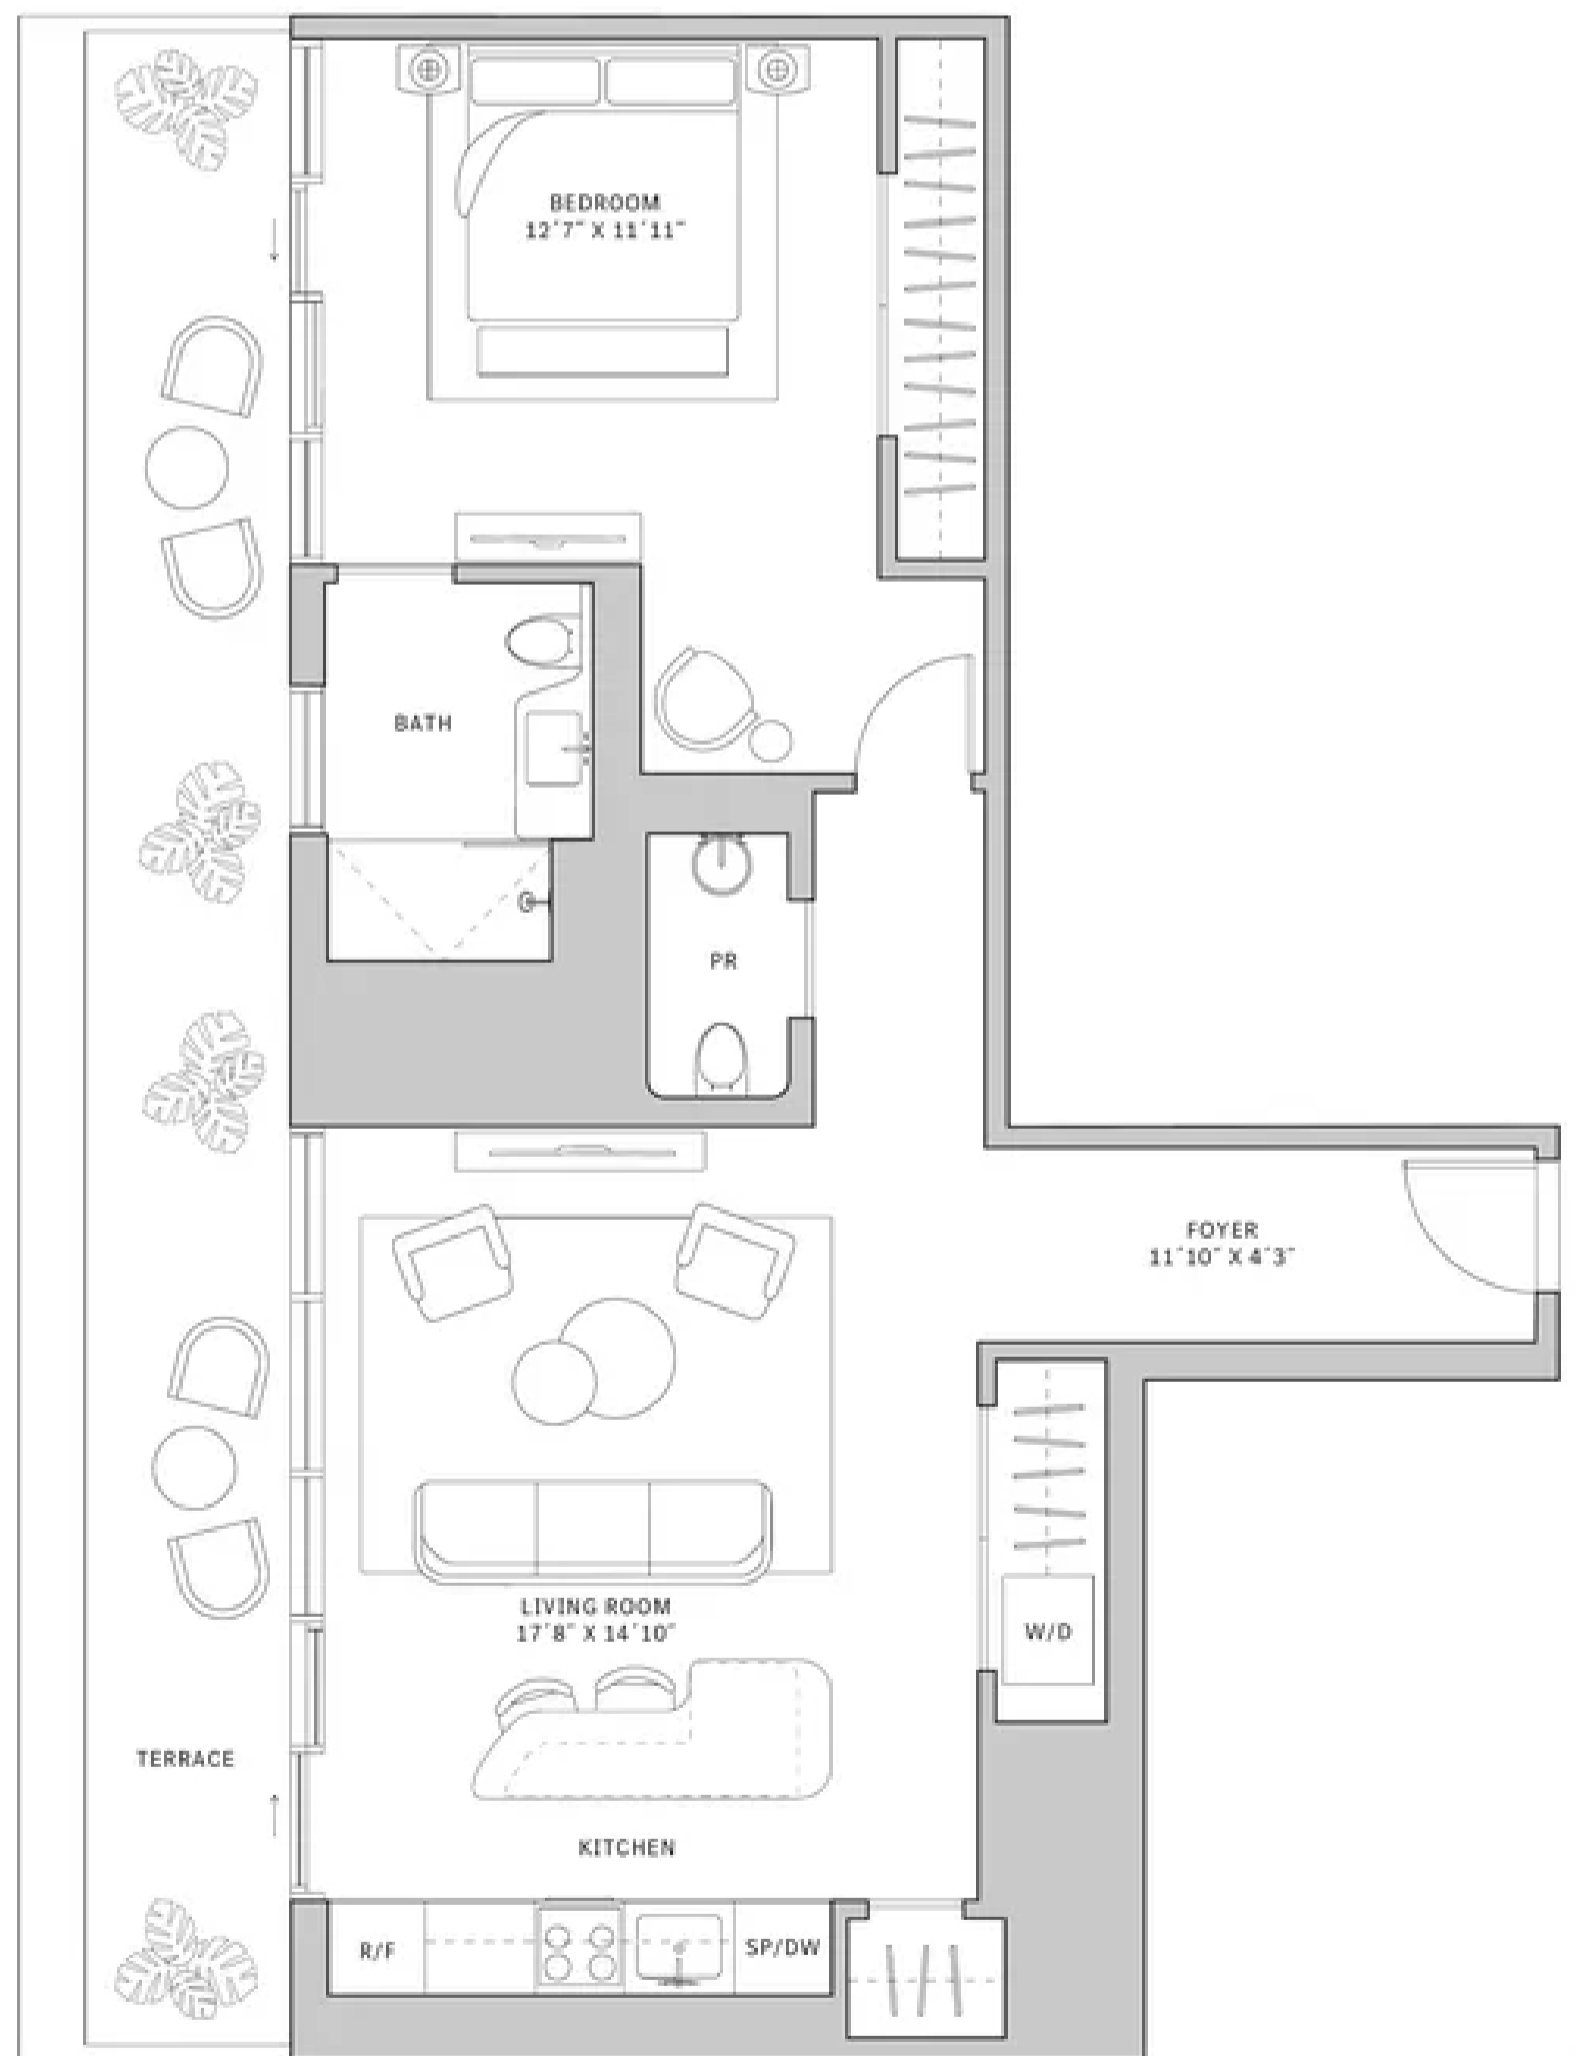 BEDROOM
12´7˝ X 11´11˝
BATH
PR
FOYER
11´10˝ X 4´3˝
LIVING ROOM
17´8˝ X 14´10˝
W/D
TERRACE
KITCHEN
R/F
SP/DW